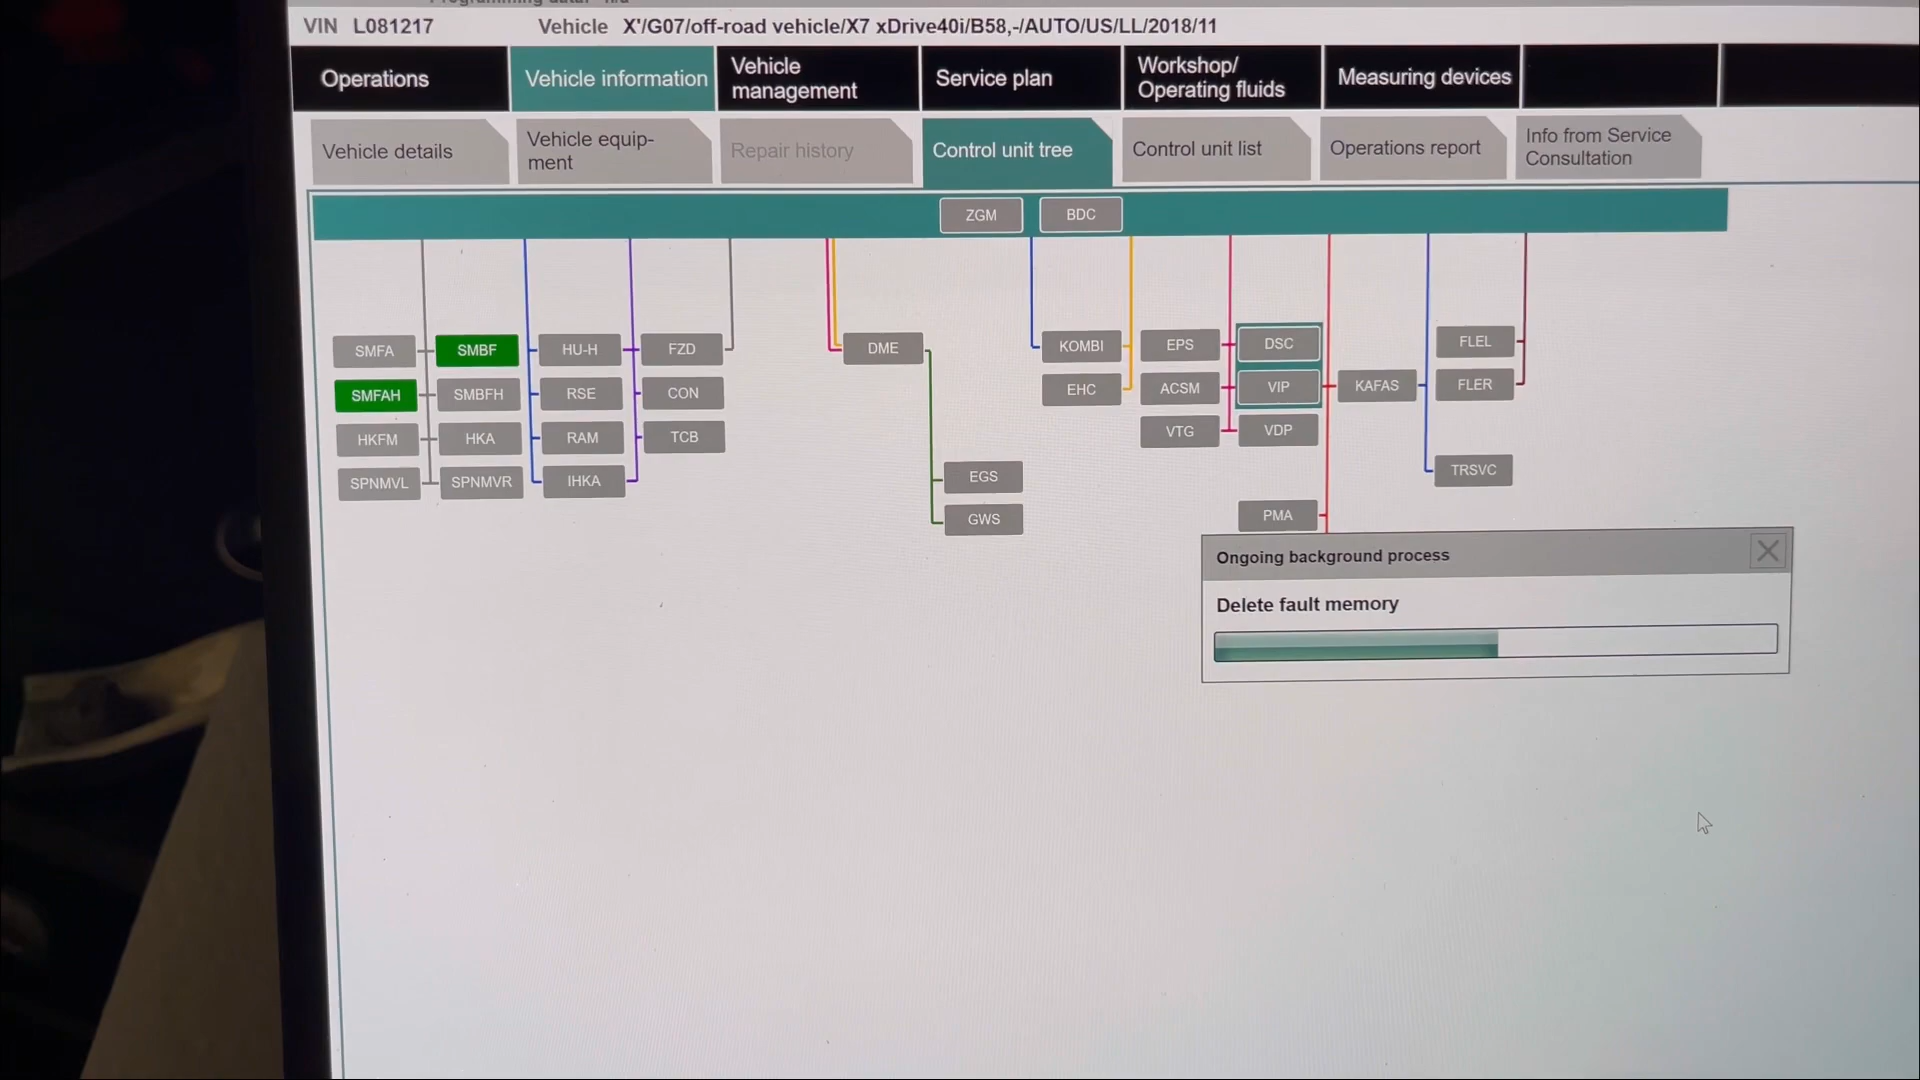 VIN L081217 Vehicle X'/G07/off-road vehicle/X7 xDrive40i/B58,-/AUTO/US/LL/2018/11
Operations
Vehicle information
Vehicle
management
Service plan
Workshop/
Operating fluids
Measuring devices
Vehicle details
Vehicle equip-
ment
Repair history
Control unit tree
Control unit list
Operations report
Info from Service
Consultation
ZGM
BDC
SMFA
SMBF
HU-H
FZD
DME
KOMBI
EPS
DSC
FLEL
SMFAH
SMBFH
RSE
CON
EHC
ACSM
VIP
KAFAS
FLER
HKFM
HKA
RAM
TCB
VTG
VDP
SPNMVL
SPNMVR
IHKA
EGS
TRSVC
GWS
PMA
Ongoing background process
Delete fault memory